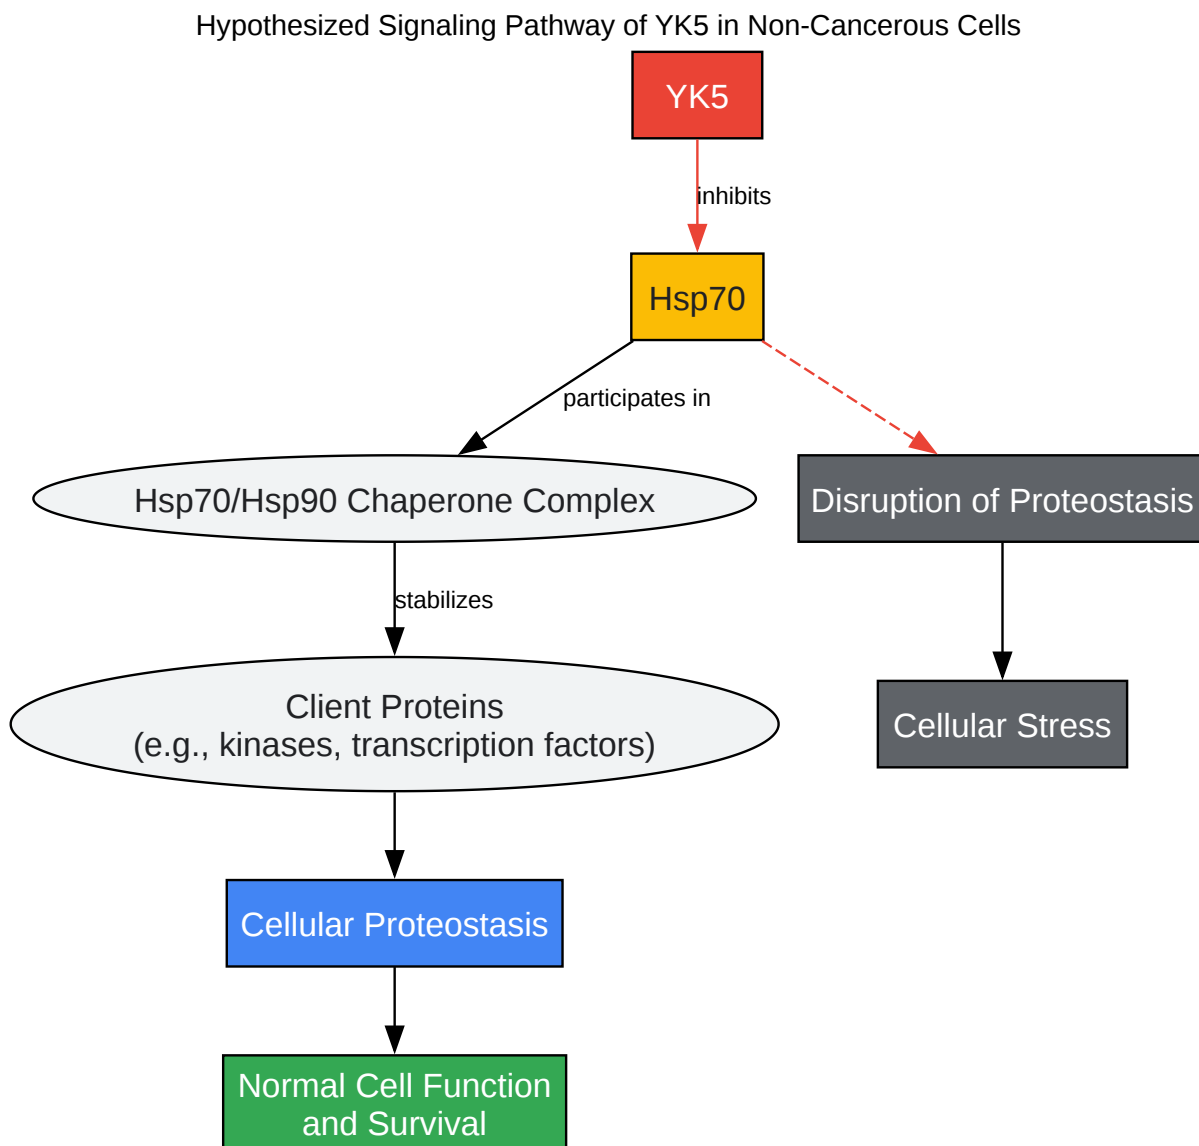 Hypothesized Signaling Pathway of YK5 in Non-Cancerous Cells
YK5
inhibits
Hsp70
participates in
Hsp70/Hsp90 Chaperone Complex
Disruption of Proteostasis
stabilizes
Client Proteins
(e.g., kinases, transcription factors)
Cellular Stress
Cellular Proteostasis
Normal Cell Function
and Survival